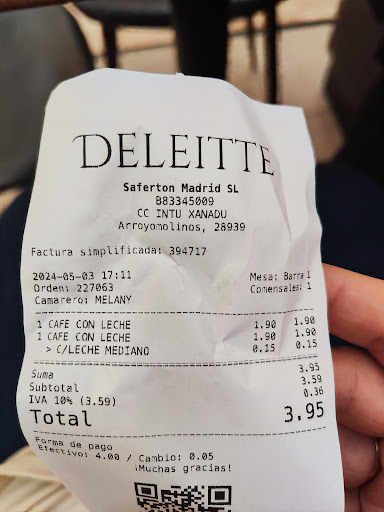 DELEITTE
Saferton Madrid SL
B83345009
CC INTU XANADU
Arroyomolinos, 28939
Factura simplificada: 394717
2024-05-03 17:11 Mesa: Barra 1
Orden: 227063 Comensales: 1
Camarero: MELANY
1 CAFE CON LECHE 1.90 1.90
1 CAFE CON LECHE 1.90 1.90
> C/LECHE MEDIANO 0.15 0.15
Suma 3.95
Subtotal 3.59
IVA 10% (3.59) 0.36
Total 3.95
Forma de pago
Efectivo: 4.00 / Cambio: 0.05
¡Muchas gracias!